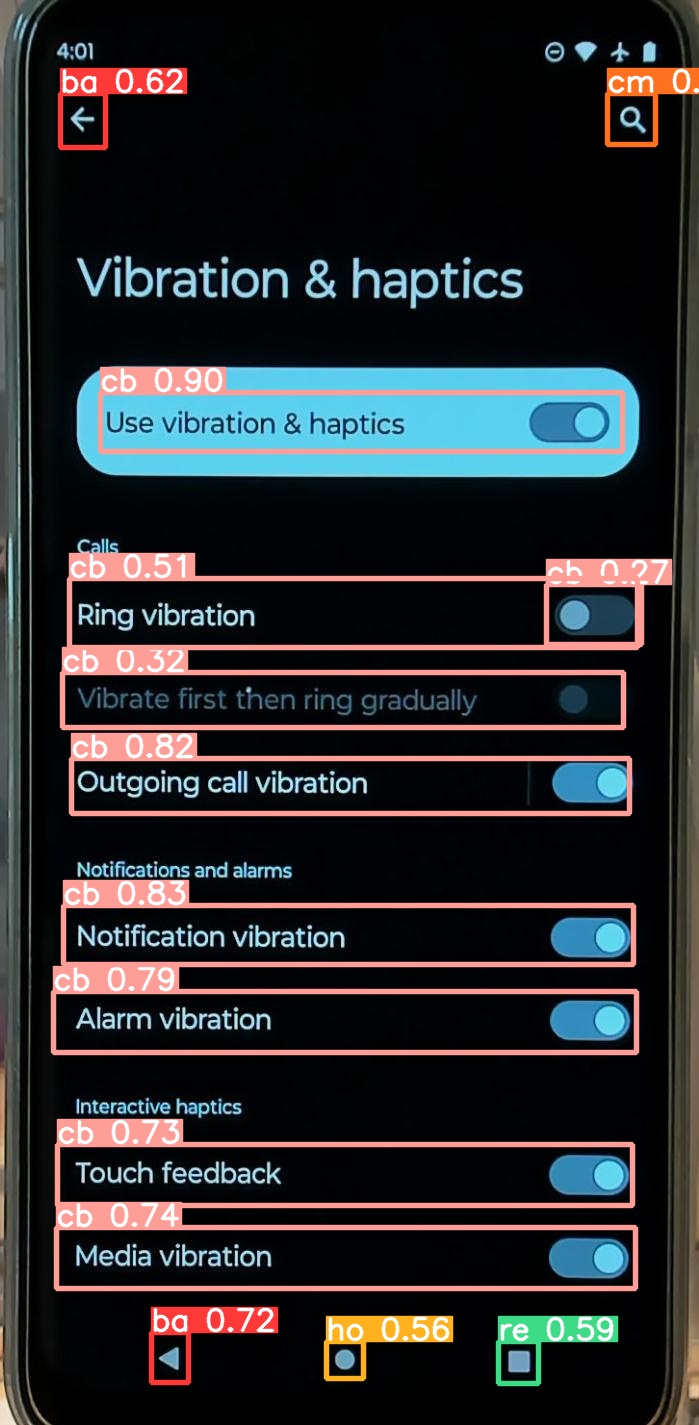 4:01
ba 0.62
cm 0.
Vibration & haptics
cb 0.90
Use vibration & haptics
Calls
cb 0.51
cb 0.27
Ring vibration
cb 0.32
Vibrate first then ring gradually
cb 0.82
Outgoing call vibration
Notifications and alarms
cb 0.83
Notification vibration
cb 0.79
Alarm vibration
Interactive haptics
cb 0.73
Touch feedback
cb 0.74
Media vibration
ba 0.72
ho 0.56
re 0.59